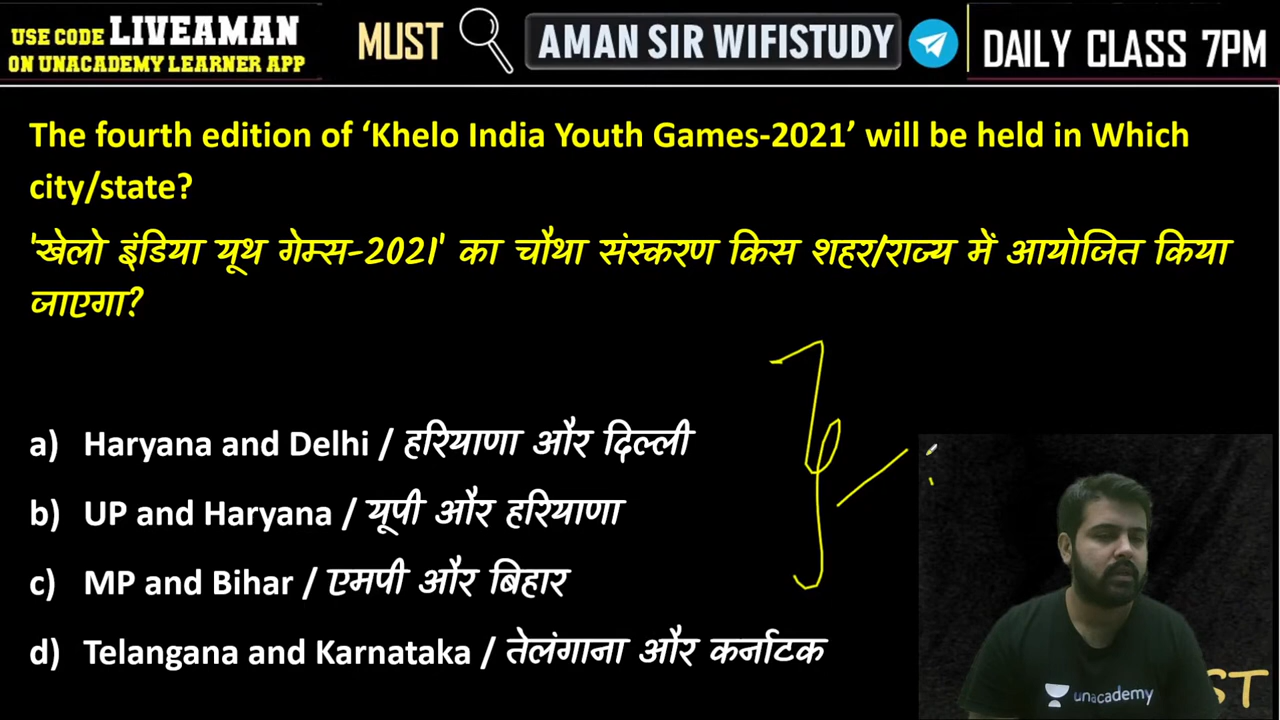 USE CODE LIVEAMAN
ON UNACADEMY LEARNER APP
MUST
AMAN SIR WIFISTUDY
DAILY CLASS 7PM
The fourth edition of ‘Khelo India Youth Games-2021’ will be held in Which
city/state?
'खेलो इंडिया यूथ गेम्स-2021' का चौथा संस्करण किस शहर/राज्य में आयोजित किया
जाएगा?
a) Haryana and Delhi / हरियाणा और दिल्ली
b) UP and Haryana / यूपी और हरियाणा
c) MP and Bihar / एमपी और बिहार
d) Telangana and Karnataka / तेलंगाना और कर्नाटक
unacademy